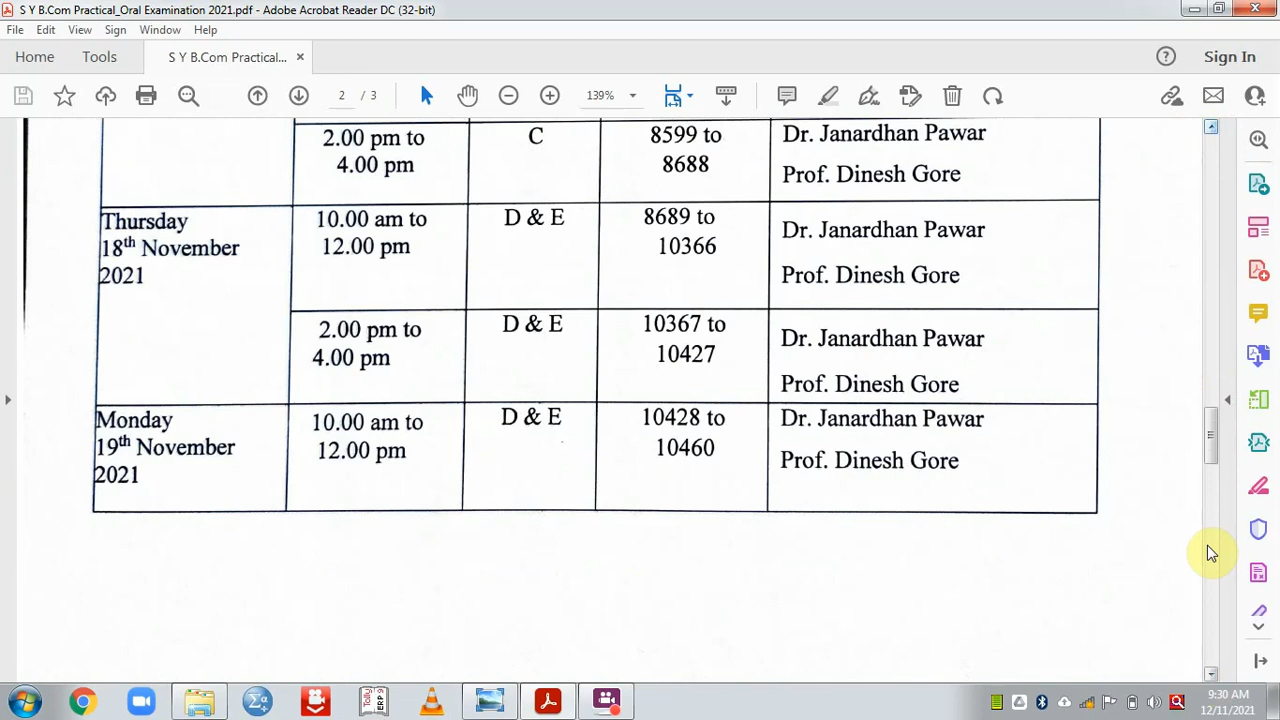 S Y B.Com Practical_Oral Examination 2021.pdf - Adobe Acrobat Reader DC (32-bit)
File Edit View Sign Window Help
Home Tools S Y B.Com Practical... × Sign In
2 / 3 139%
2.00 pm to
4.00 pm
C
8599 to
8688
Dr. Janardhan Pawar
Prof. Dinesh Gore
Thursday
18th November
2021
10.00 am to
12.00 pm
D & E
8689 to
10366
Dr. Janardhan Pawar
Prof. Dinesh Gore
2.00 pm to
4.00 pm
D & E
10367 to
10427
Dr. Janardhan Pawar
Prof. Dinesh Gore
Monday
19th November
2021
10.00 am to
12.00 pm
D & E
10428 to
10460
Dr. Janardhan Pawar
Prof. Dinesh Gore
9:30 AM
12/11/2021